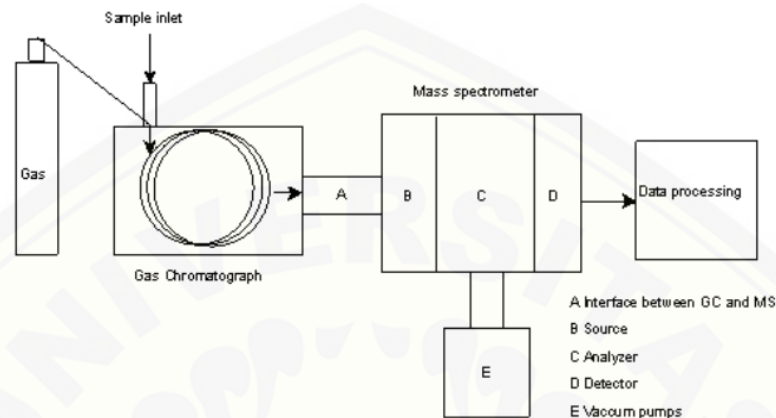 Sample inlet
Mass spectrometer
Gas
A
B
C
D
Data processing
Gas Chromatograph
E
A Interface between GC and MS
B Source
C Analyzer
D Detector
E Vaccum pumps
UNIVERSITA